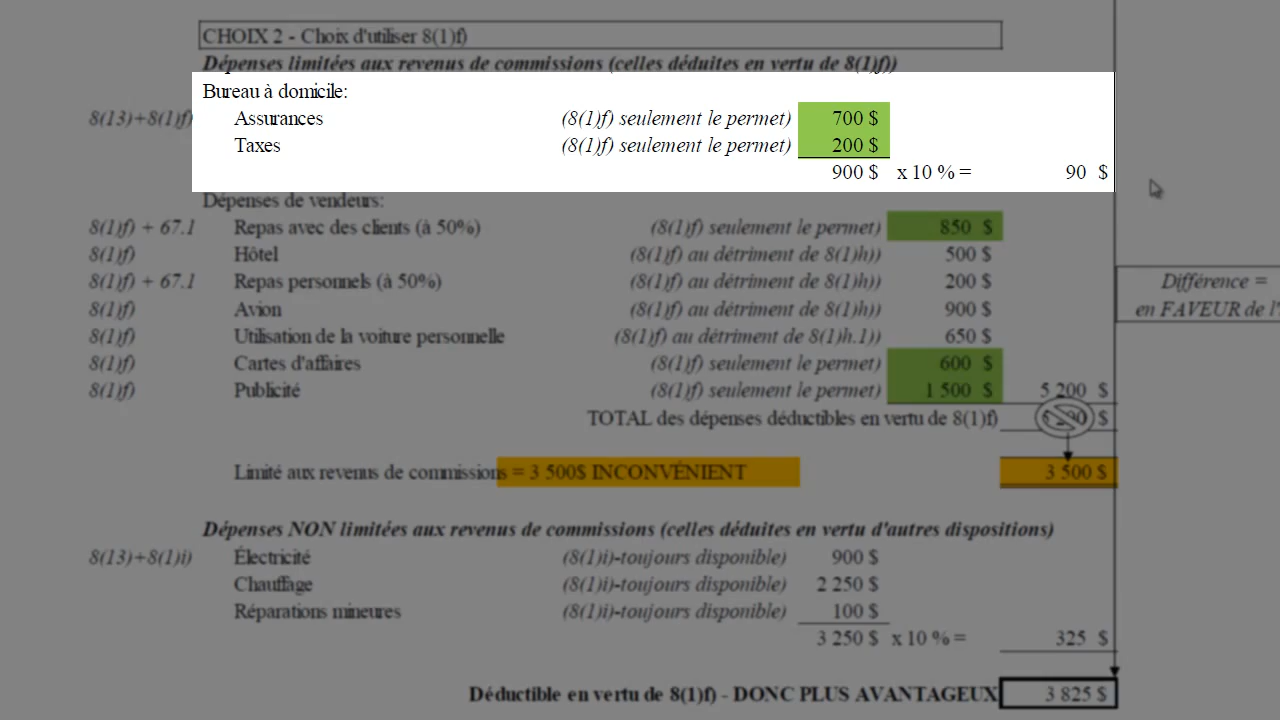 CHOIX 2 - Choix d'utiliser 8(1)f)
Dépenses limitées aux revenus de commissions (celles déduites en vertu de 8(1)f))
Bureau à domicile:
8(13)+8(1)f) Assurances (8(1)f) seulement le permet) 700 $
Taxes (8(1)f) seulement le permet) 200 $
900 $ x 10 % = 90 $
Dépenses de vendeurs:
8(1)f) + 67.1 Repas avec des clients (à 50%) (8(1)f) seulement le permet) 850 $
8(1)f) Hôtel (8(1)f) au détriment de 8(1)h)) 500 $
8(1)f) + 67.1 Repas personnels (à 50%) (8(1)f) au détriment de 8(1)h)) 200 $ Différence =
8(1)f) Avion (8(1)f) au détriment de 8(1)h)) 900 $ en FAVEUR de l'
8(1)f) Utilisation de la voiture personnelle (8(1)f) au détriment de 8(1)h.1)) 650 $
8(1)f) Cartes d'affaires (8(1)f) seulement le permet) 600 $
8(1)f) Publicité (8(1)f) seulement le permet) 1 500 $ 5 200 $
TOTAL des dépenses déductibles en vertu de 8(1)f) $
Limité aux revenus de commissions = 3 500$ INCONVÉNIENT 3 500 $
Dépenses NON limitées aux revenus de commissions (celles déduites en vertu d'autres dispositions)
8(13)+8(1)i) Électricité (8(1)i)-toujours disponible) 900 $
Chauffage (8(1)i)-toujours disponible) 2 250 $
Réparations mineures (8(1)i)-toujours disponible) 100 $
3 250 $ x 10 % = 325 $
Déductible en vertu de 8(1)f) - DONC PLUS AVANTAGEUX 3 825 $